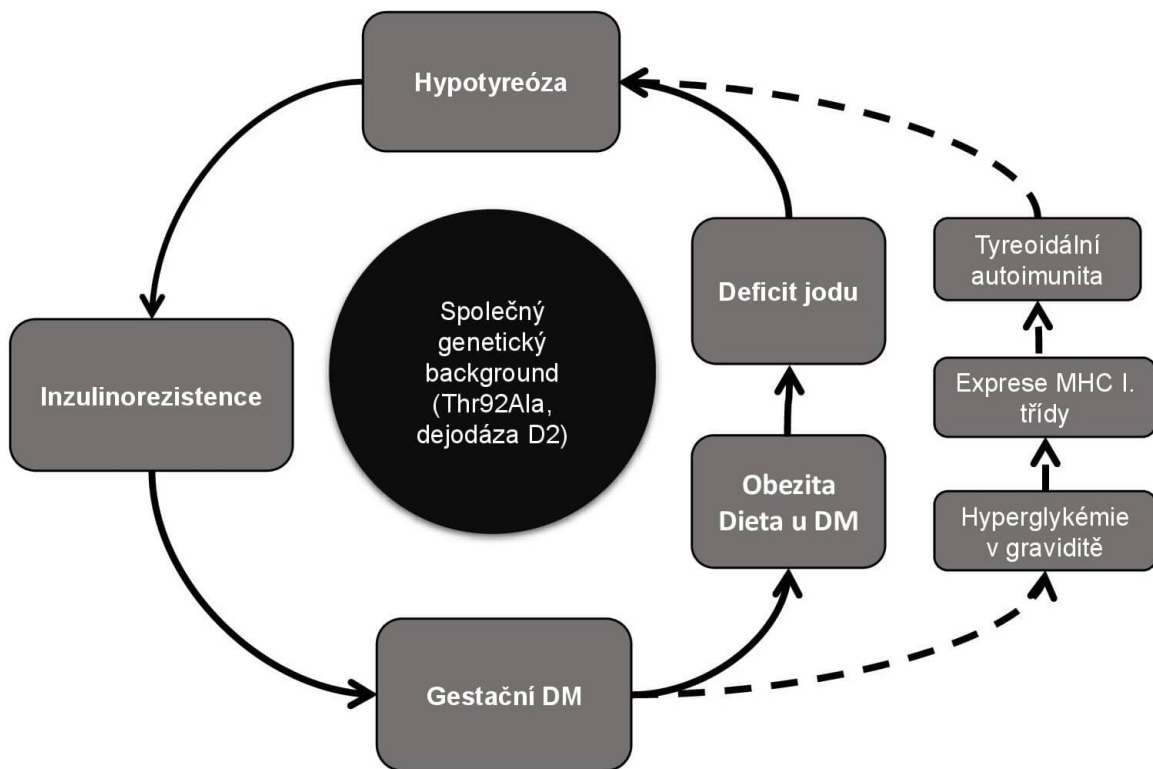 Hypotyreóza
Tyreoidální
autoimunita
Deficit jodu
Společný
genetický
background
(Thr92Ala,
dejodáza D2)
Inzulinorezistence
Exprese MHC I.
třídy
Obezita
Dieta u DM
Hyperglykémie
v graviditě
Gestační DM